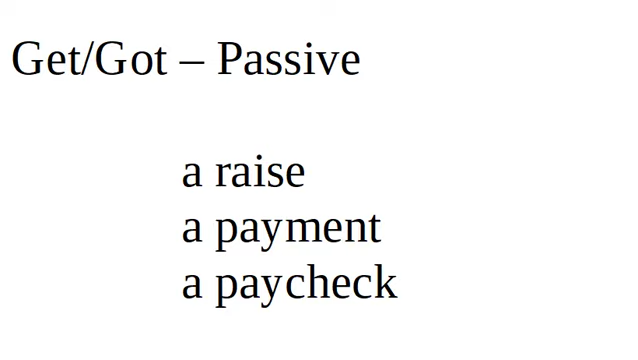 Get/Got – Passive
a raise
a payment
a paycheck